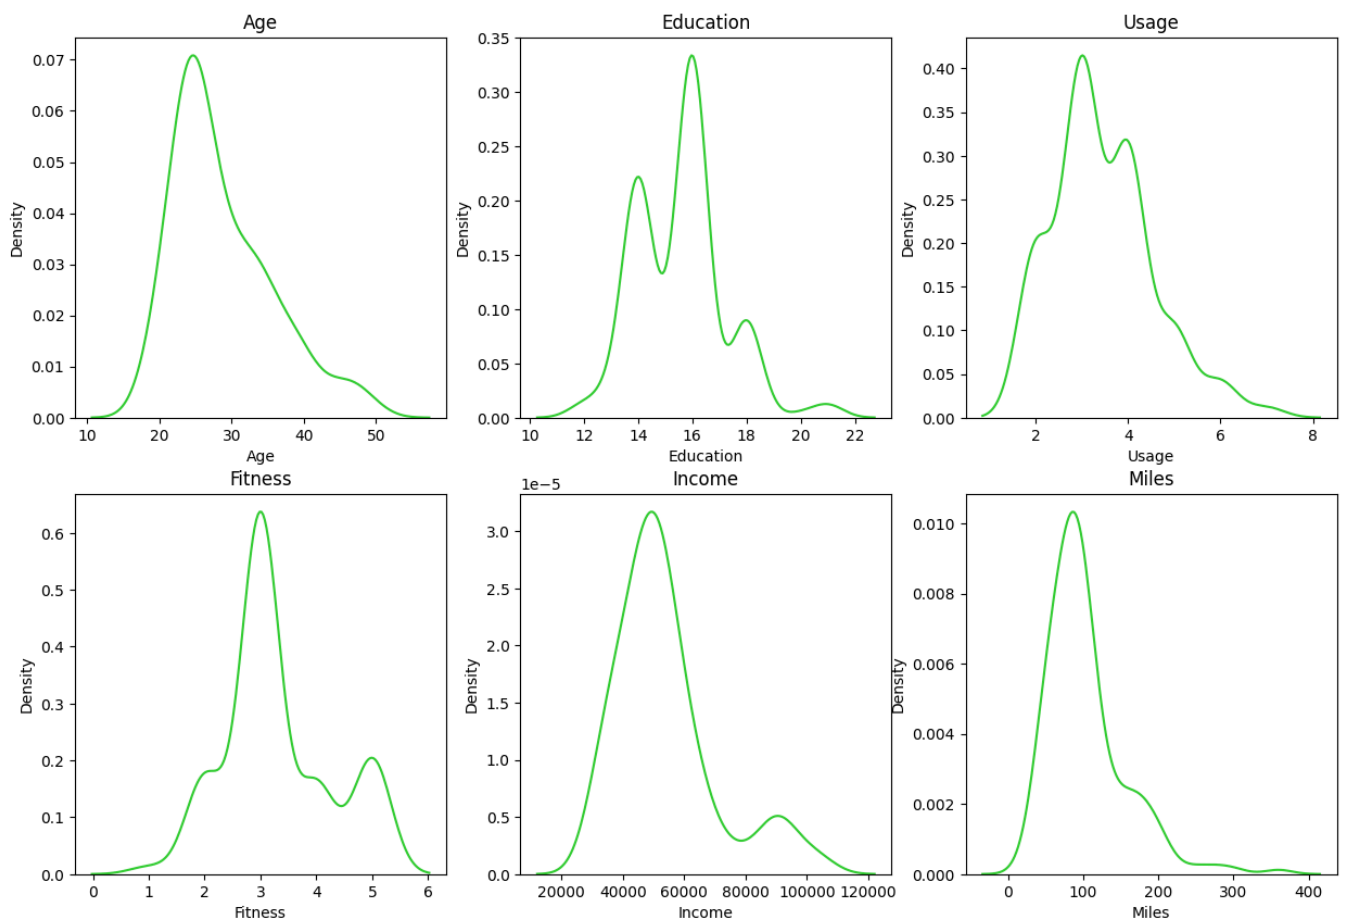 Age
Density
0.07
0.06
0.05
0.04
0.03
0.02
0.01
0.00
10 20 30 40 50
Age
Education
Density
0.35
0.30
0.25
0.20
0.15
0.10
0.05
0.00
10 12 14 16 18 20 22
Education
Usage
Density
0.40
0.35
0.30
0.25
0.20
0.15
0.10
0.05
0.00
2 4 6 8
Usage
Fitness
Density
0.6
0.5
0.4
0.3
0.2
0.1
0.0
0 1 2 3 4 5 6
Fitness
Income
1e−5
Density
3.0
2.5
2.0
1.5
1.0
0.5
0.0
20000 40000 60000 80000 100000 120000
Income
Miles
Density
0.010
0.008
0.006
0.004
0.002
0.000
0 100 200 300 400
Miles